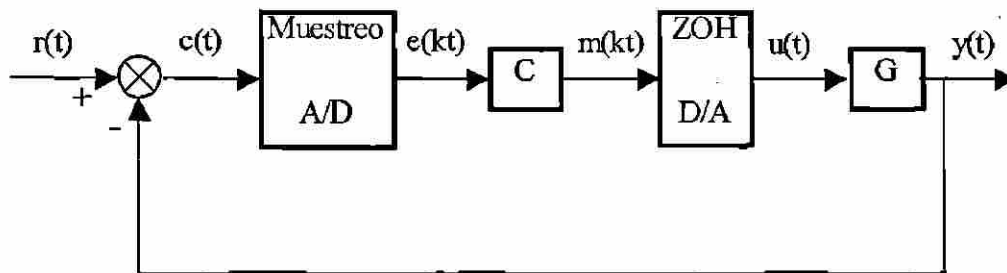 r(t)
+
-
c(t)
Muestreo
A/D
e(kt)
C
m(kt)
ZOH
D/A
u(t)
G
y(t)